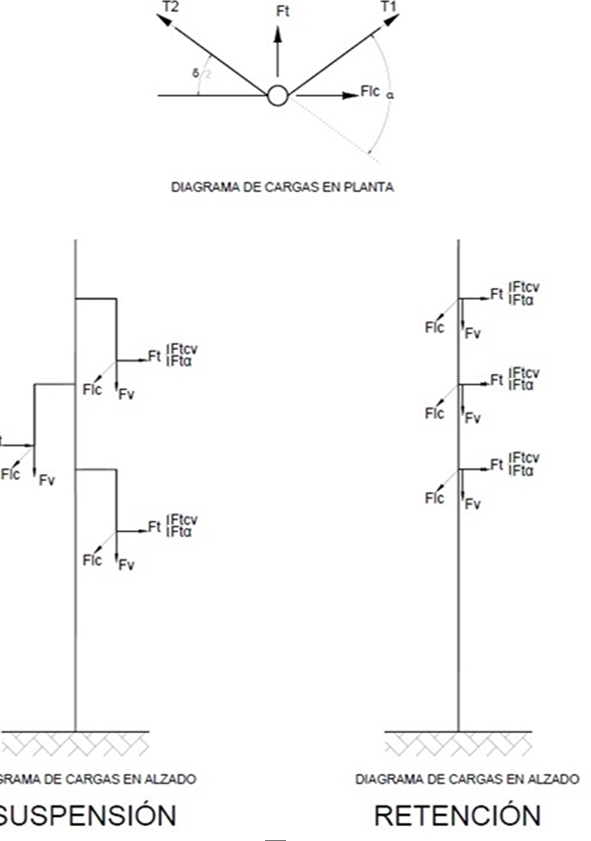 T2
Ft
T1
δ/2
Flc
α
DIAGRAMA DE CARGAS EN PLANTA
Ft
Ftcv
Ftα
Flc
Fv
Flc
Fv
Ft
Ftcv
Ftα
Flc
Fv
Ft
Ftcv
Ftα
Flc
Fv
Ft
Ftcv
Ftα
Flc
Fv
Ft
Ftcv
Ftα
Flc
Fv
GRAMA DE CARGAS EN ALZADO
SUSPENSIÓN
DIAGRAMA DE CARGAS EN ALZADO
RETENCIÓN